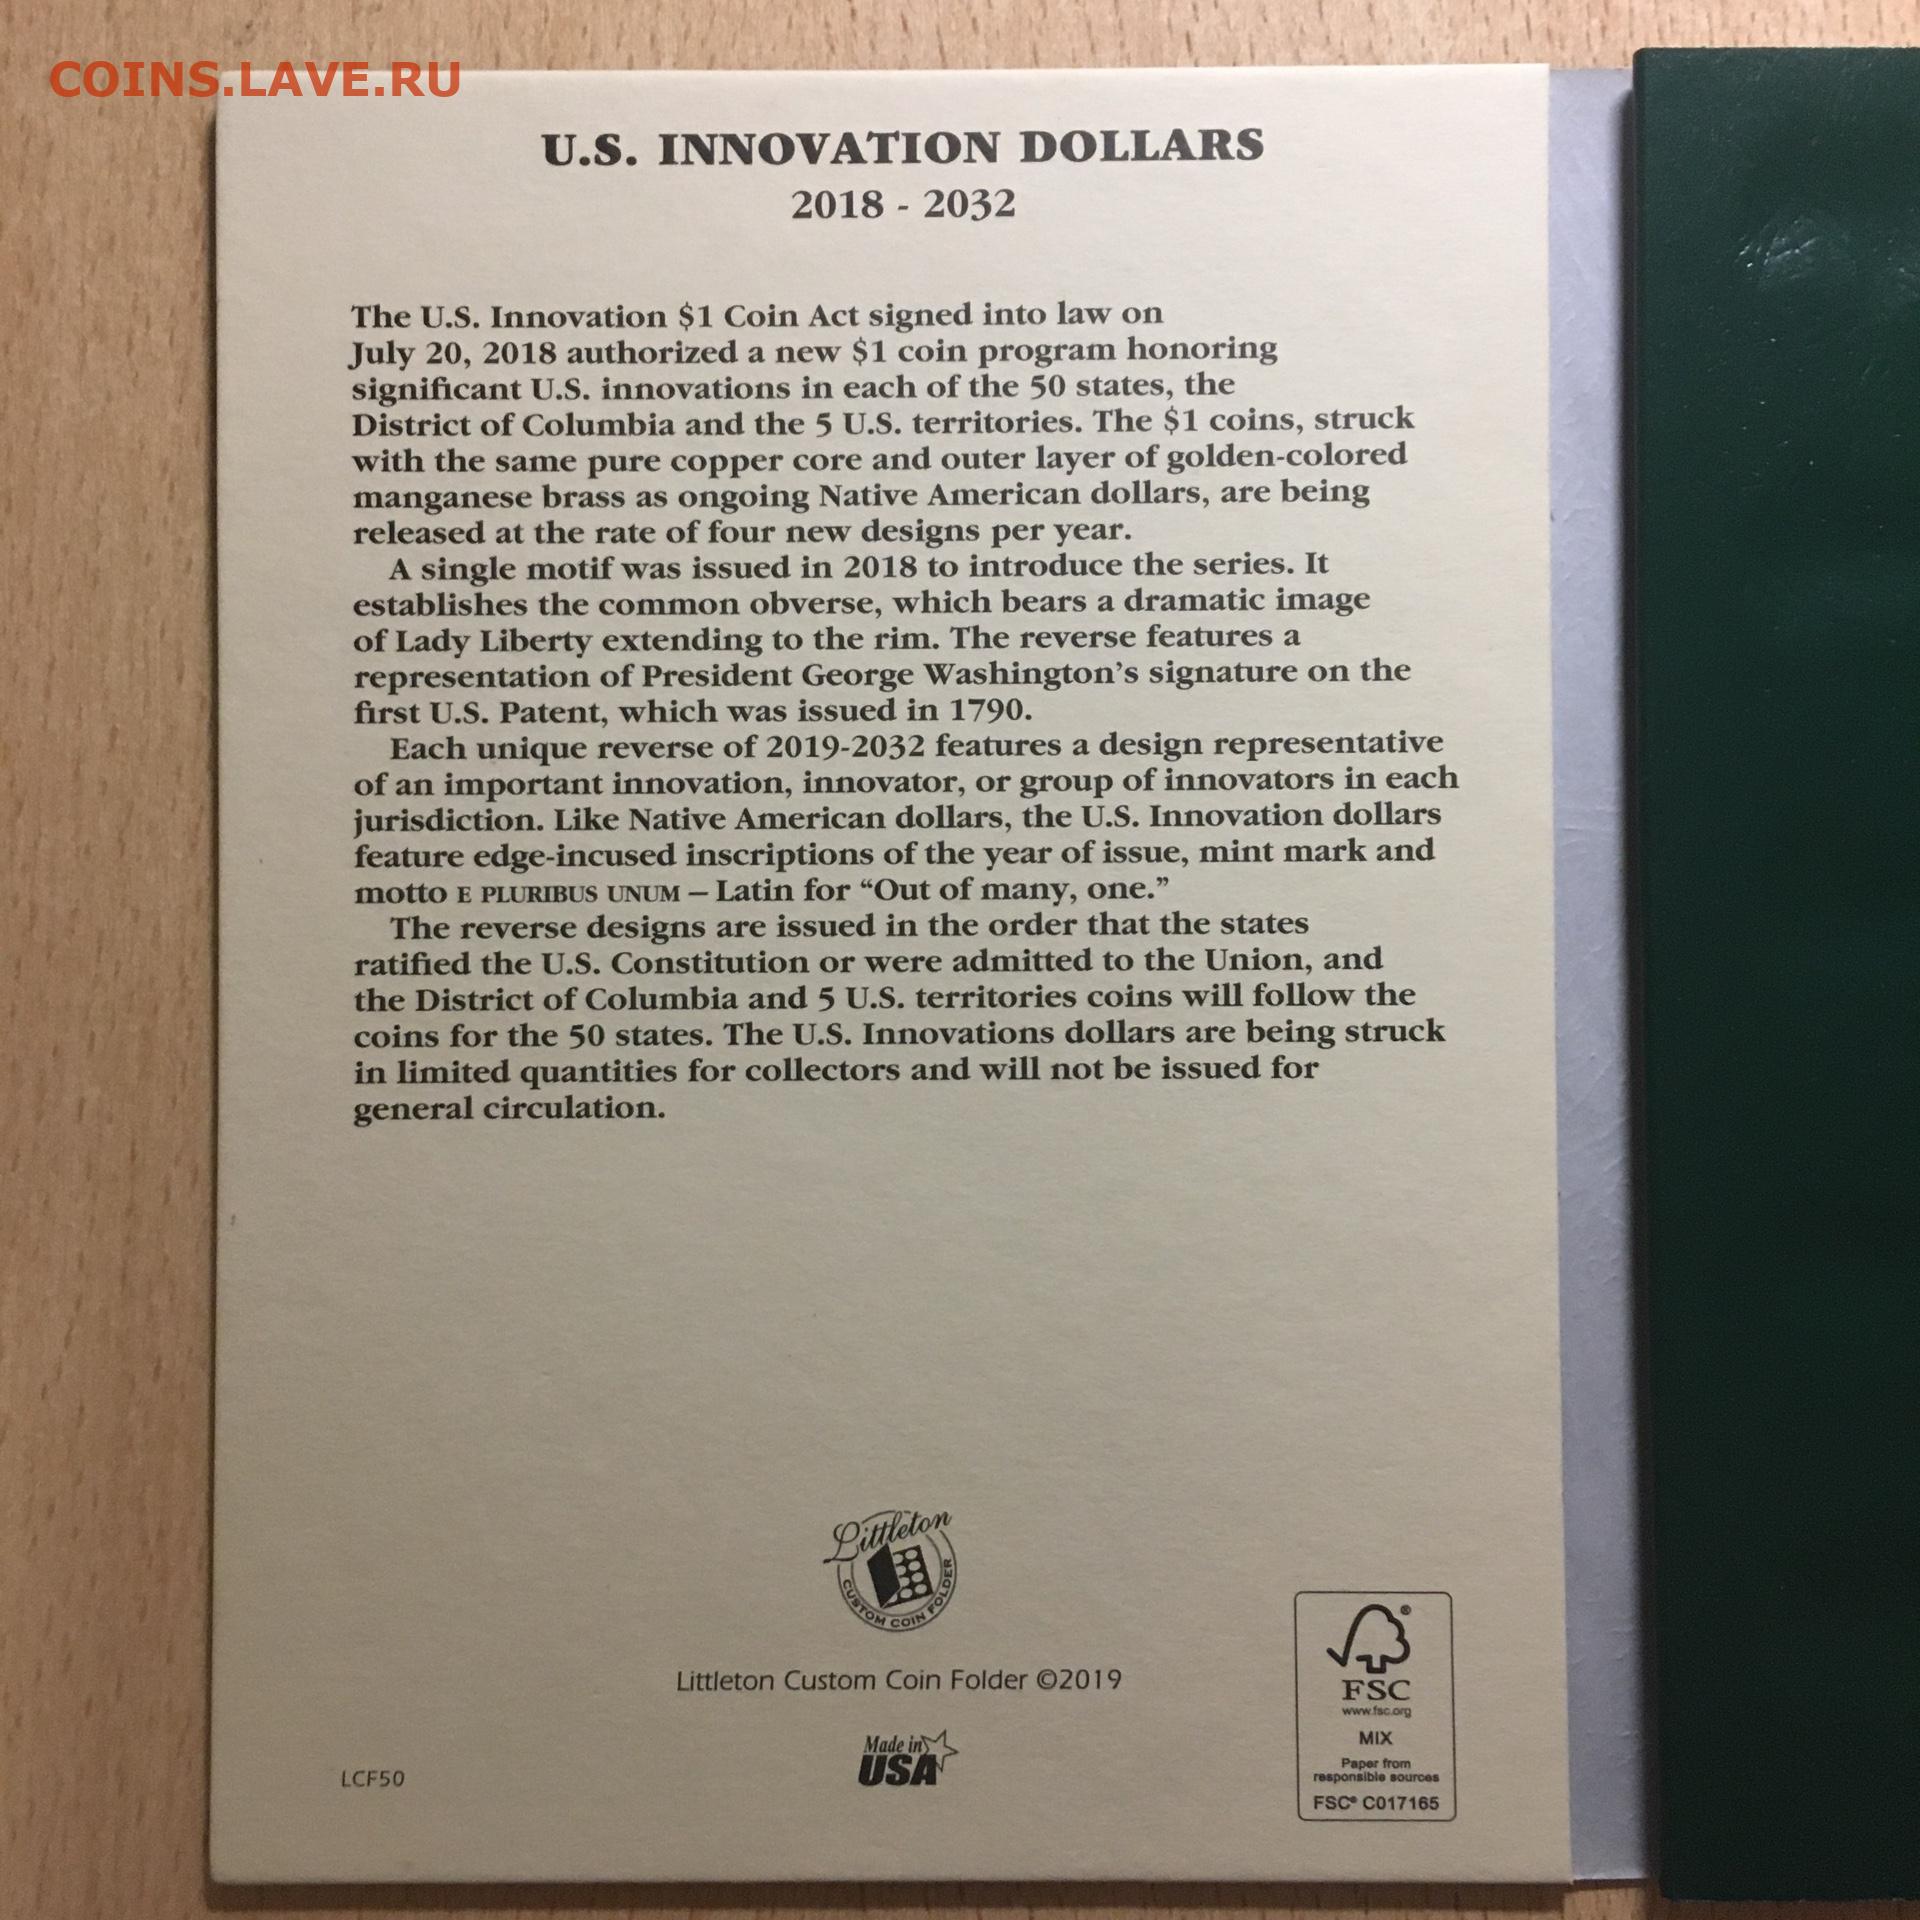 COINS.LAVE.RU
U.S. INNOVATION DOLLARS
2018 - 2032
The U.S. Innovation $1 Coin Act signed into law on
July 20, 2018 authorized a new $1 coin program honoring
significant U.S. innovations in each of the 50 states, the
District of Columbia and the 5 U.S. territories. The $1 coins, struck
with the same pure copper core and outer layer of golden-colored
manganese brass as ongoing Native American dollars, are being
released at the rate of four new designs per year.
A single motif was issued in 2018 to introduce the series. It
establishes the common obverse, which bears a dramatic image
of Lady Liberty extending to the rim. The reverse features a
representation of President George Washington's signature on the
first U.S. Patent, which was issued in 1790.
Each unique reverse of 2019-2032 features a design representative
of an important innovation, innovator, or group of innovators in each
jurisdiction. Like Native American dollars, the U.S. Innovation dollars
feature edge-incused inscriptions of the year of issue, mint mark and
motto E PLURIBUS UNUM – Latin for “Out of many, one.”
The reverse designs are issued in the order that the states
ratified the U.S. Constitution or were admitted to the Union, and
the District of Columbia and 5 U.S. territories coins will follow the
coins for the 50 states. The U.S. Innovations dollars are being struck
in limited quantities for collectors and will not be issued for
general circulation.
Littleton
CUSTOM COIN FOLDER
Littleton Custom Coin Folder ©2019
Made in
USA
LCF50
®
FSC
www.fsc.org
MIX
Paper from
responsible sources
FSC® C017165